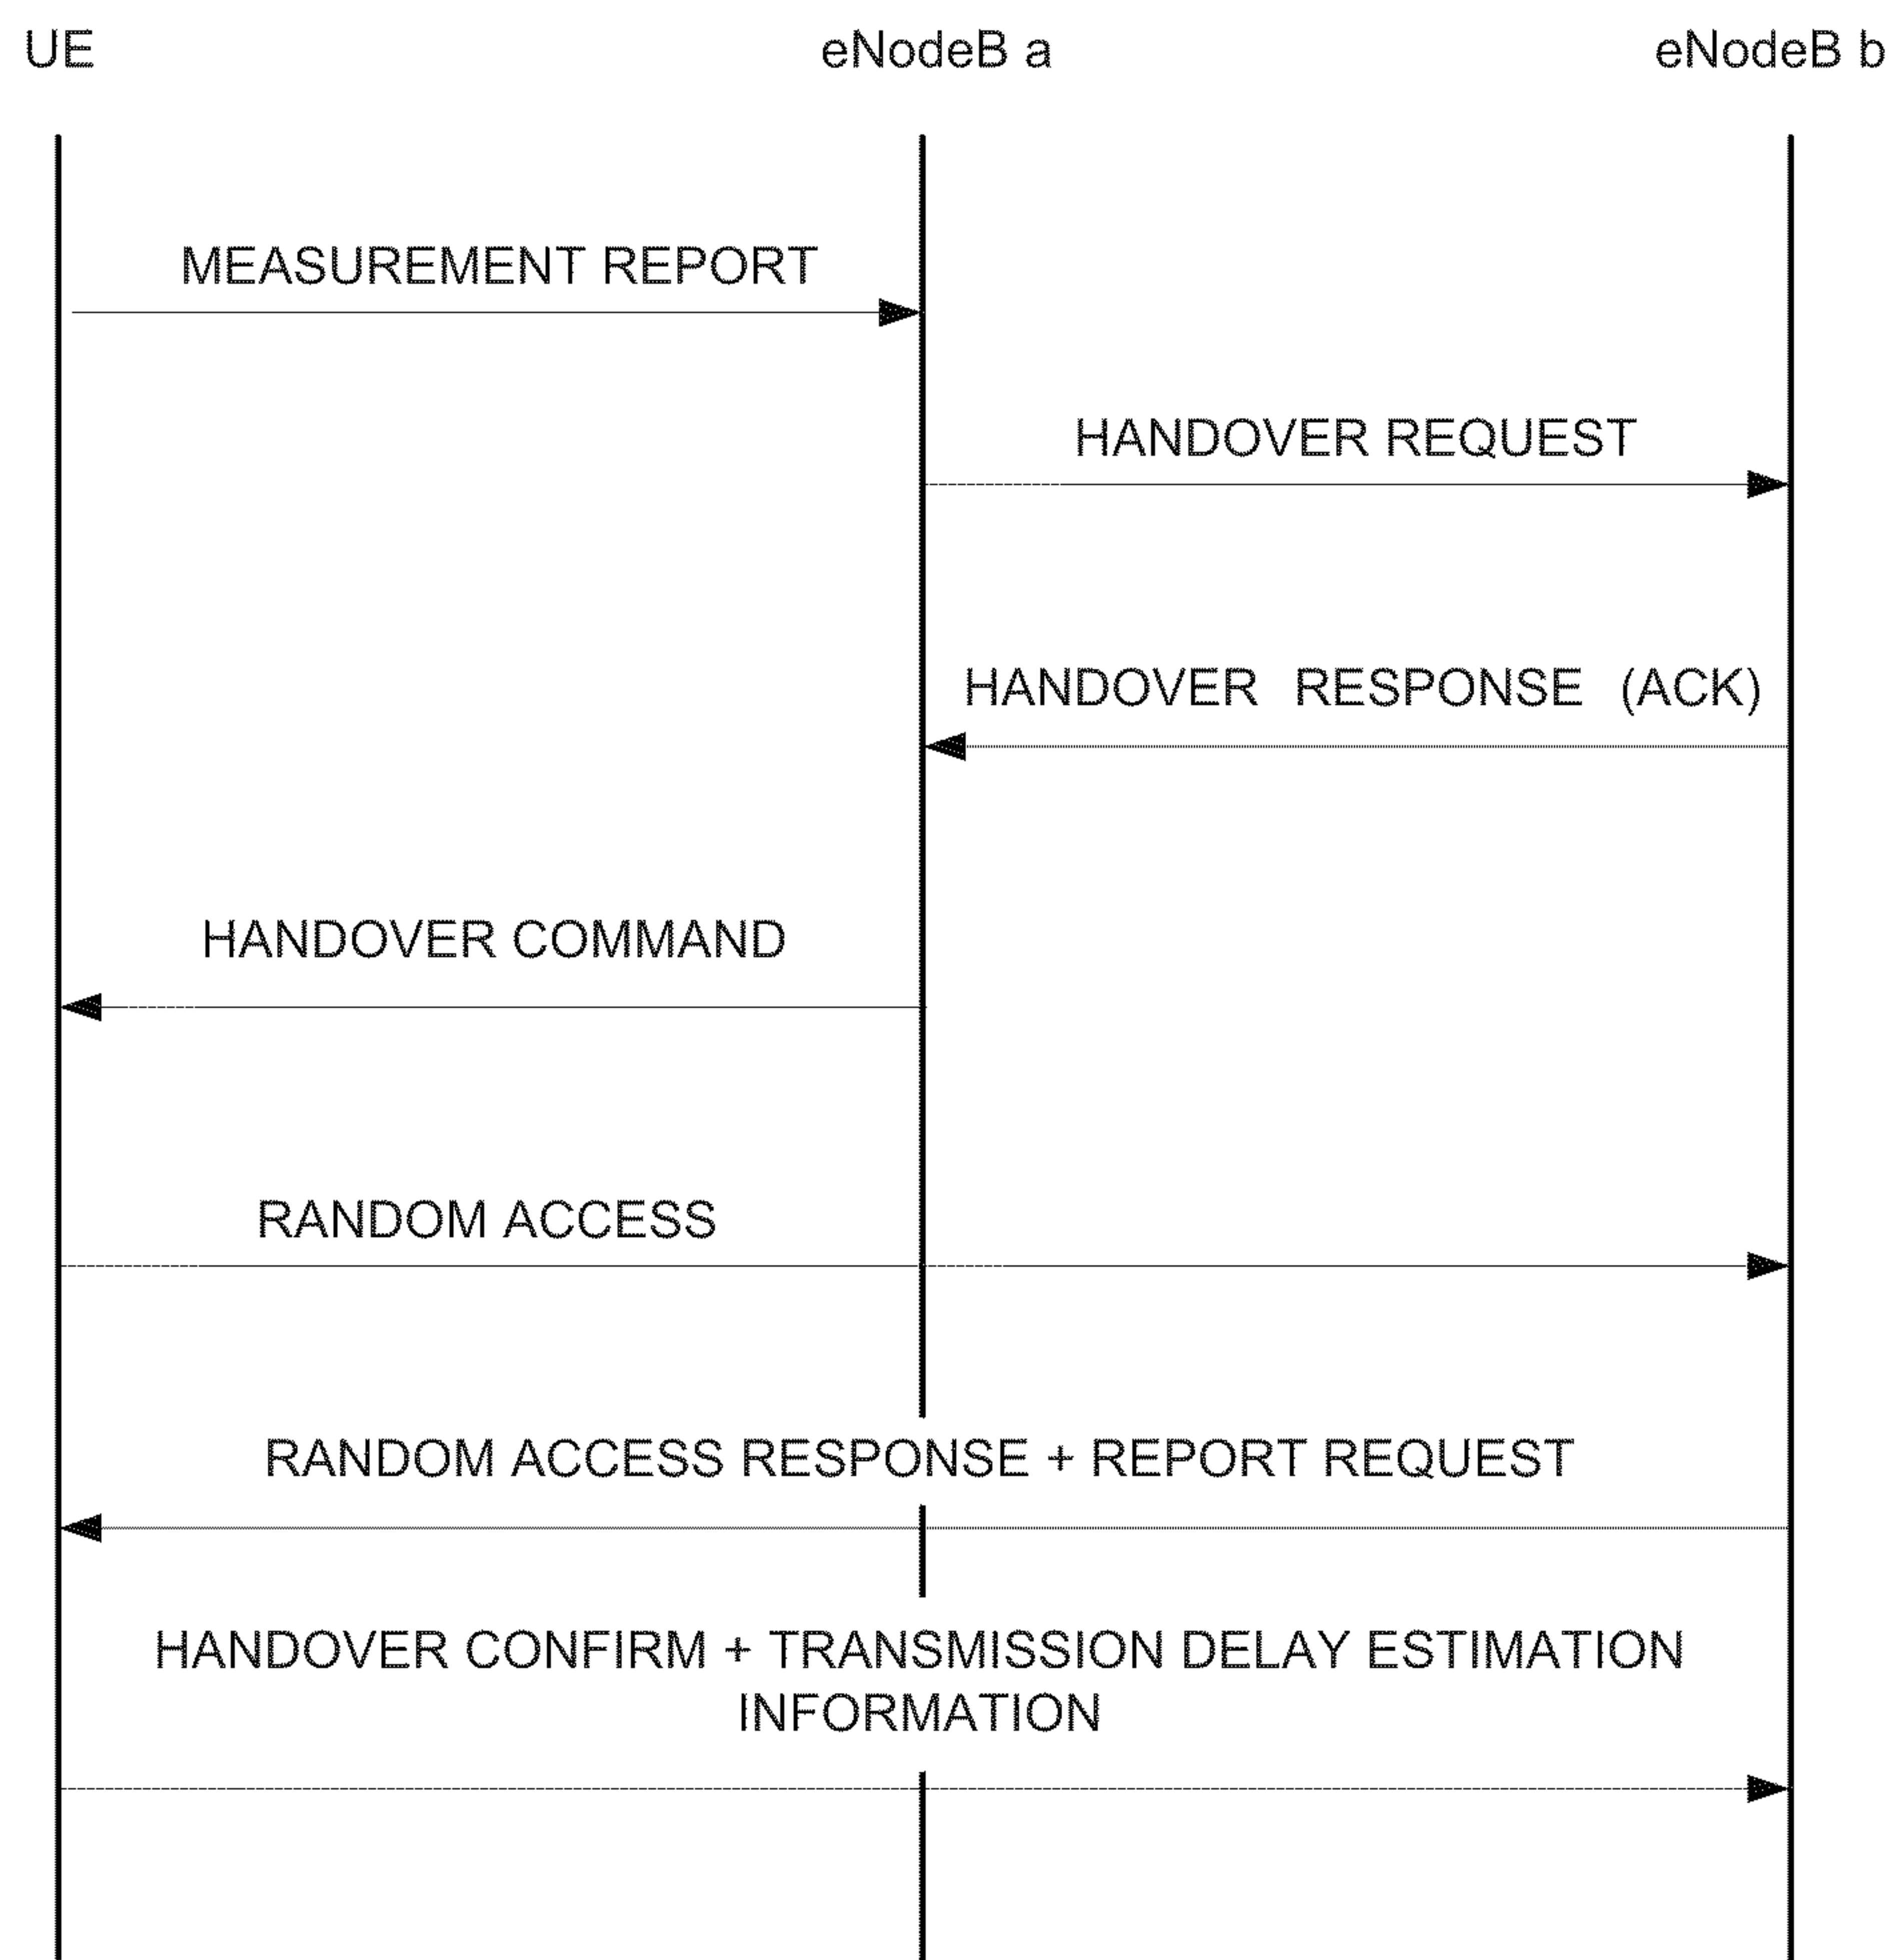 UE
eNodeB a
eNodeB b
MEASUREMENT REPORT
HANDOVER REQUEST
HANDOVER RESPONSE (ACK)
HANDOVER COMMAND
RANDOM ACCESS
RANDOM ACCESS RESPONSE + REPORT REQUEST
HANDOVER CONFIRM + TRANSMISSION DELAY ESTIMATION
INFORMATION